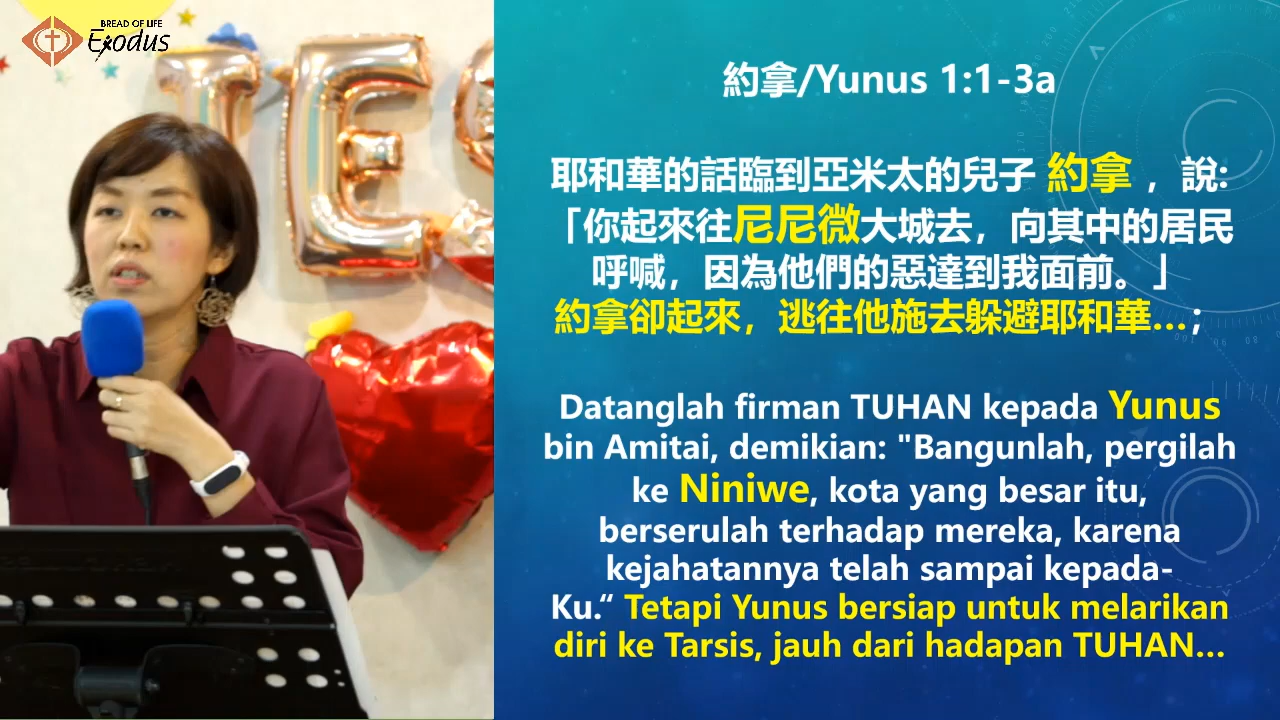 BREAD OF LIFE
Exodus
YES
約拿/Yunus 1:1-3a
耶和華的話臨到亞米太的兒子 約拿 ，說:
「你起來往尼尼微大城去，向其中的居民
呼喊，因為他們的惡達到我面前。」
約拿卻起來，逃往他施去躲避耶和華…；
Datanglah firman TUHAN kepada Yunus
bin Amitai, demikian: "Bangunlah, pergilah
ke Niniwe, kota yang besar itu,
berserulah terhadap mereka, karena
kejahatannya telah sampai kepada-
Ku.“ Tetapi Yunus bersiap untuk melarikan
diri ke Tarsis, jauh dari hadapan TUHAN…